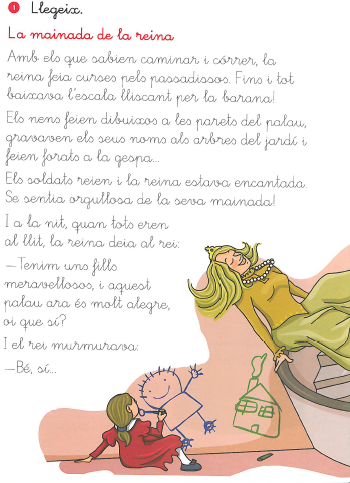 1 Llegeix.
La mainada de la reina
Amb els que sabien caminar i córrer, la
reina feia curses pels passadissos. Fins i tot
baixava l'escala lliscant per la barana!
Els nens feien dibuixos a les parets del palau,
gravaven els seus noms als arbres del jardí i
feien forats a la gespa...
Els soldats reien i la reina estava encantada.
Se sentia orgullosa de la seva mainada!
I a la nit, quan tots eren
al llit, la reina deia al rei:
—Tenim uns fills
meravellosos, i aquest
palau ara és molt alegre,
oi que sí?
I el rei murmurava:
—Bé, sí...